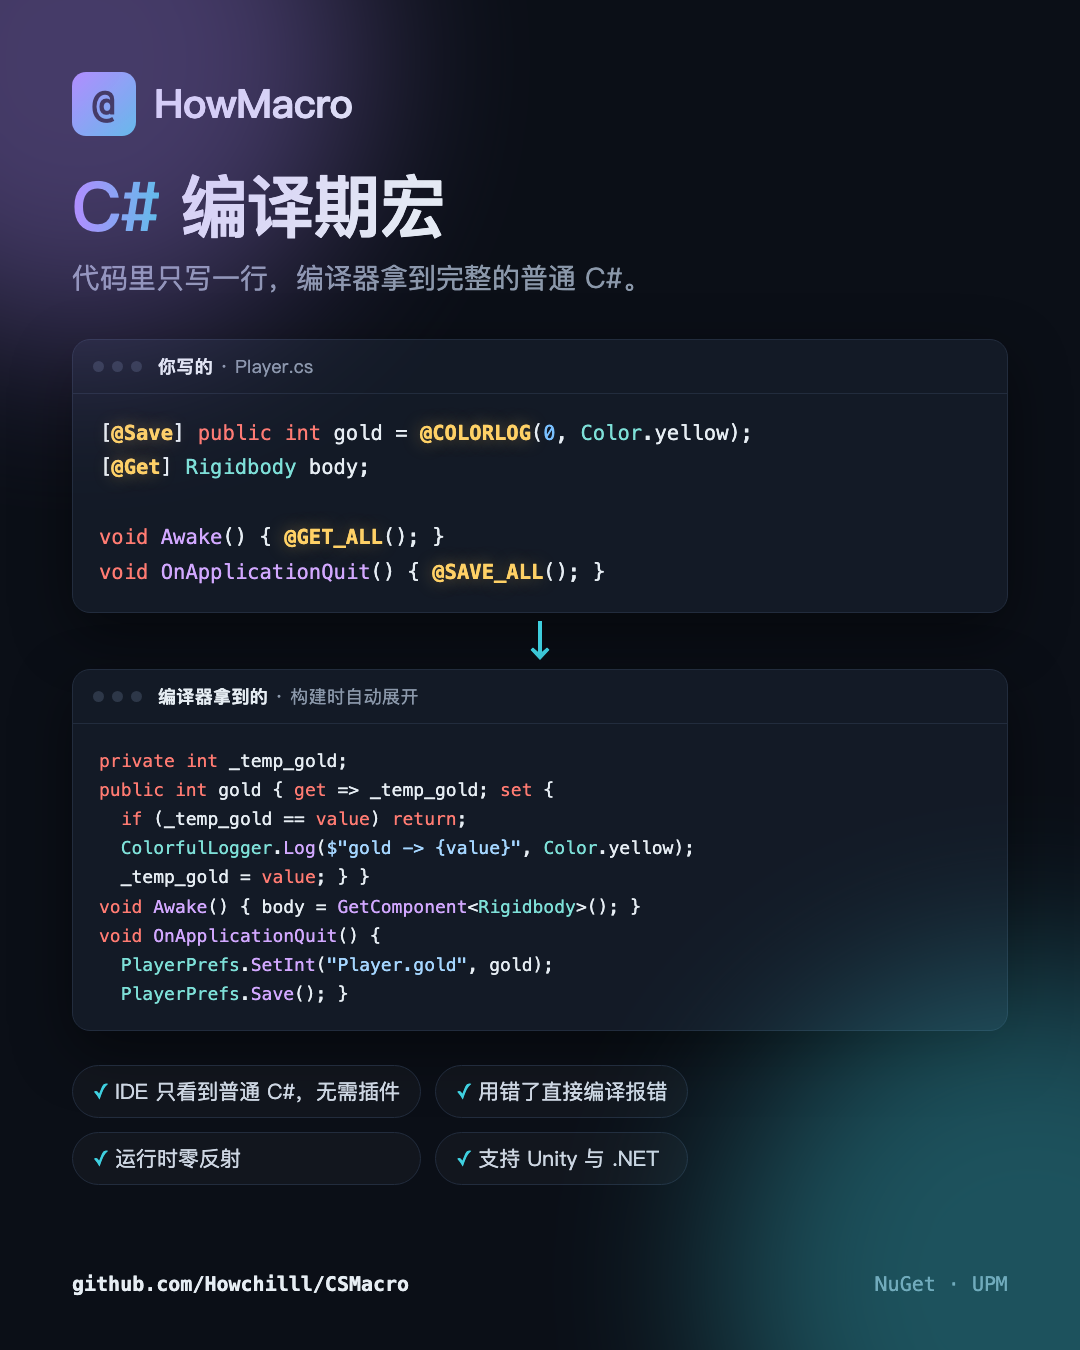 @ HowMacro
C# 编译期宏
代码里只写一行，编译器拿到完整的普通 C#。
你写的 · Player.cs
[@Save] public int gold = @COLORLOG(0, Color.yellow);
[@Get] Rigidbody body;
void Awake() { @GET_ALL(); }
void OnApplicationQuit() { @SAVE_ALL(); }
↓
编译器拿到的 · 构建时自动展开
private int _temp_gold;
public int gold { get => _temp_gold; set {
  if (_temp_gold == value) return;
  ColorfulLogger.Log($"gold -> {value}", Color.yellow);
  _temp_gold = value; } }
void Awake() { body = GetComponent<Rigidbody>(); }
void OnApplicationQuit() {
  PlayerPrefs.SetInt("Player.gold", gold);
  PlayerPrefs.Save(); }
✓ IDE 只看到普通 C#，无需插件
✓ 用错了直接编译报错
✓ 运行时零反射
✓ 支持 Unity 与 .NET
github.com/Howchilll/CSMacro
NuGet · UPM